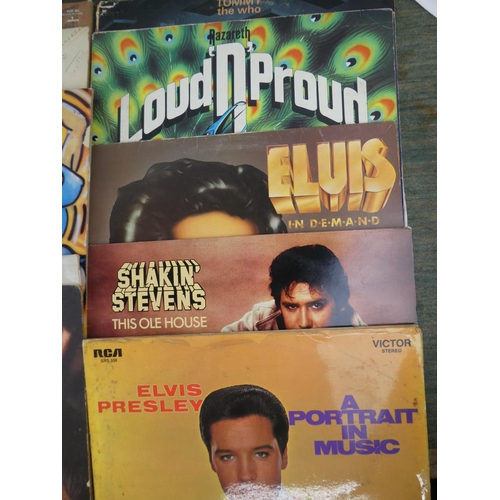 TOMMY
the who
Nazareth
Loud'N'Proud
ELVIS
IN D·E·M·A·N·D
SHAKIN'
STEVENS
THIS OLE HOUSE
RCA
VICTOR
STEREO
ELVIS
PRESLEY
A
PORTRAIT
IN
MUSIC